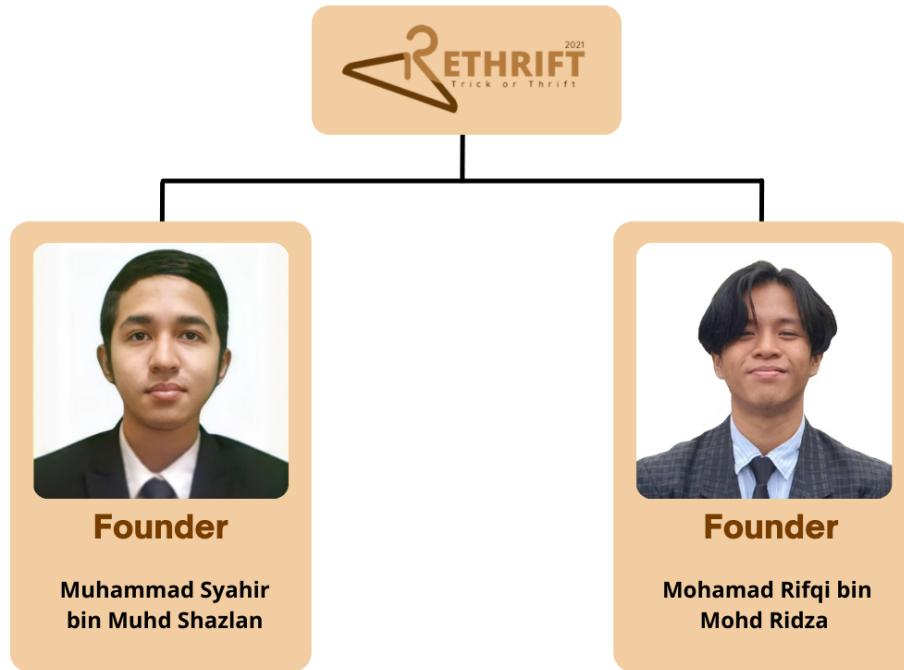 2021
RETHRIFT
Trick or Thrift
Founder
Muhammad Syahir
bin Muhd Shazlan
Founder
Mohamad Rifqi bin
Mohd Ridza